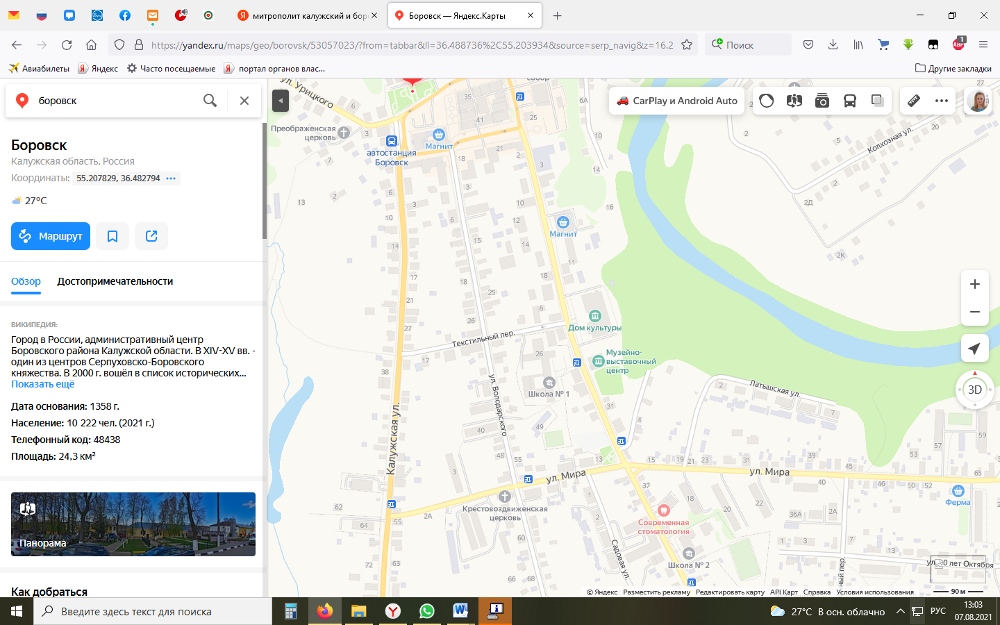 митрополит калужский и бор
Боровск — Яндекс.Карты
https://yandex.ru/maps/geo/borovsk/53057023/?from=tabbar&ll=36.488736%2C55.203934&source=serp_navig&z=16.2
Поиск
ABP
1
Авиабилеты
Яндекс
Часто посещаемые
портал органов влас...
Другие закладки
боровск
Боровск
Калужская область, Россия
Координаты: 55.207829, 36.482794
27°C
Маршрут
Обзор
Достопримечательности
ВИКИПЕДИЯ:
Город в России, административный центр
Боровского района Калужской области. В XIV-XV вв. -
один из центров Серпуховско-Боровского
княжества. В 2000 г. вошёл в список исторических...
Показать ещё
Дата основания: 1358 г.
Население: 10 222 чел. (2021 г.)
Телефонный код: 48438
Площадь: 24,3 км²
Панорама
Как добраться
CarPlay и Android Auto
ул. Урицкого
Преображенская
церковь
автостанция
Боровск
Магнит
Колхозная ул.
Магнит
Дом культуры
Текстильный пер.
Музейно-
выставочный
центр
Школа № 1
ул. Володарского
Латышская ул.
Калужская ул.
ул. Мира
ул. Мира
Крестовоздвиженская
церковь
Современная
стоматология
Ферма
Садовая ул.
Школа № 2
3D
© Яндекс
Разместить рекламу
Редактировать карту
API Карт
Справка
Условия использования
90 м
Введите здесь текст для поиска
27°C В осн. облачно
РУС
13:03
07.08.2021